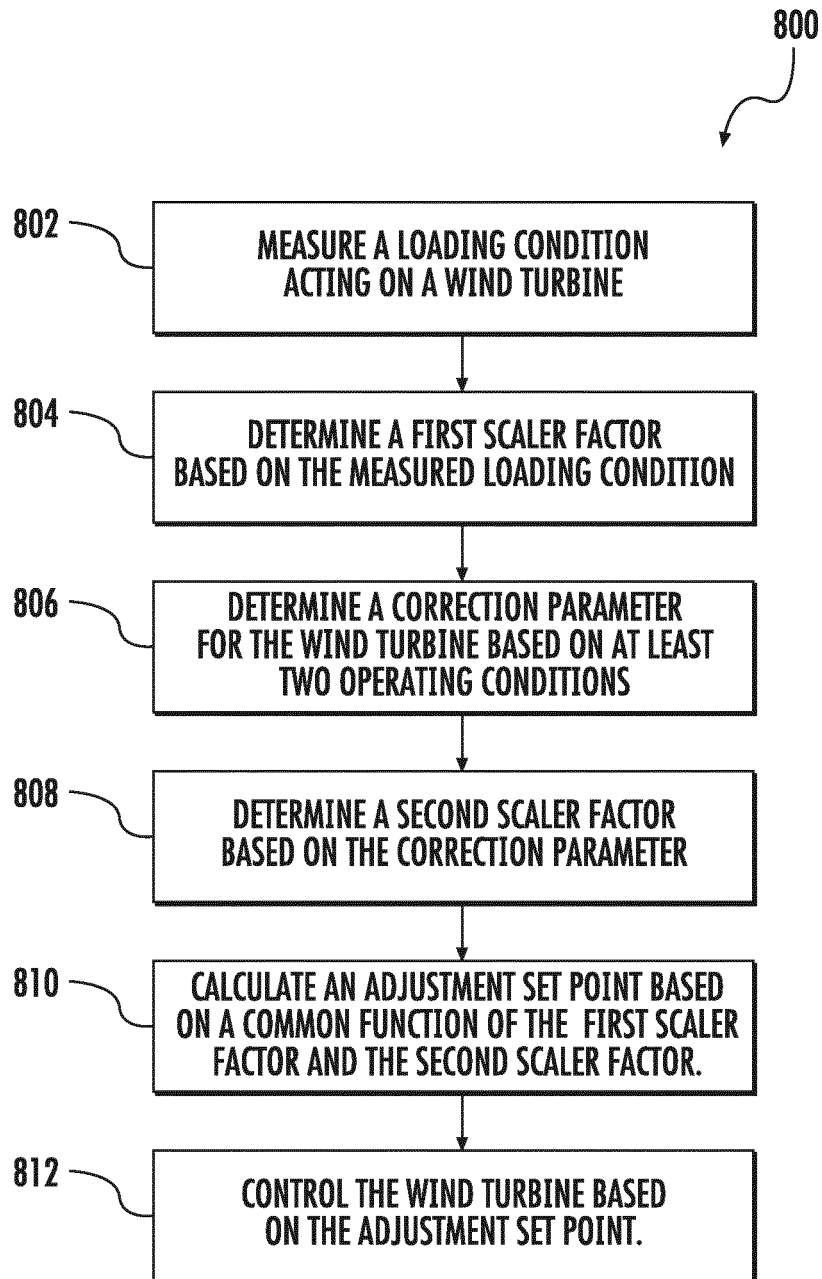 800
802
MEASURE A LOADING CONDITION
ACTING ON A WIND TURBINE
804
DETERMINE A FIRST SCALER FACTOR
BASED ON THE MEASURED LOADING CONDITION
806
DETERMINE A CORRECTION PARAMETER
FOR THE WIND TURBINE BASED ON AT LEAST
TWO OPERATING CONDITIONS
808
DETERMINE A SECOND SCALER FACTOR
BASED ON THE CORRECTION PARAMETER
810
CALCULATE AN ADJUSTMENT SET POINT BASED
ON A COMMON FUNCTION OF THE FIRST SCALER
FACTOR AND THE SECOND SCALER FACTOR.
812
CONTROL THE WIND TURBINE BASED
ON THE ADJUSTMENT SET POINT.